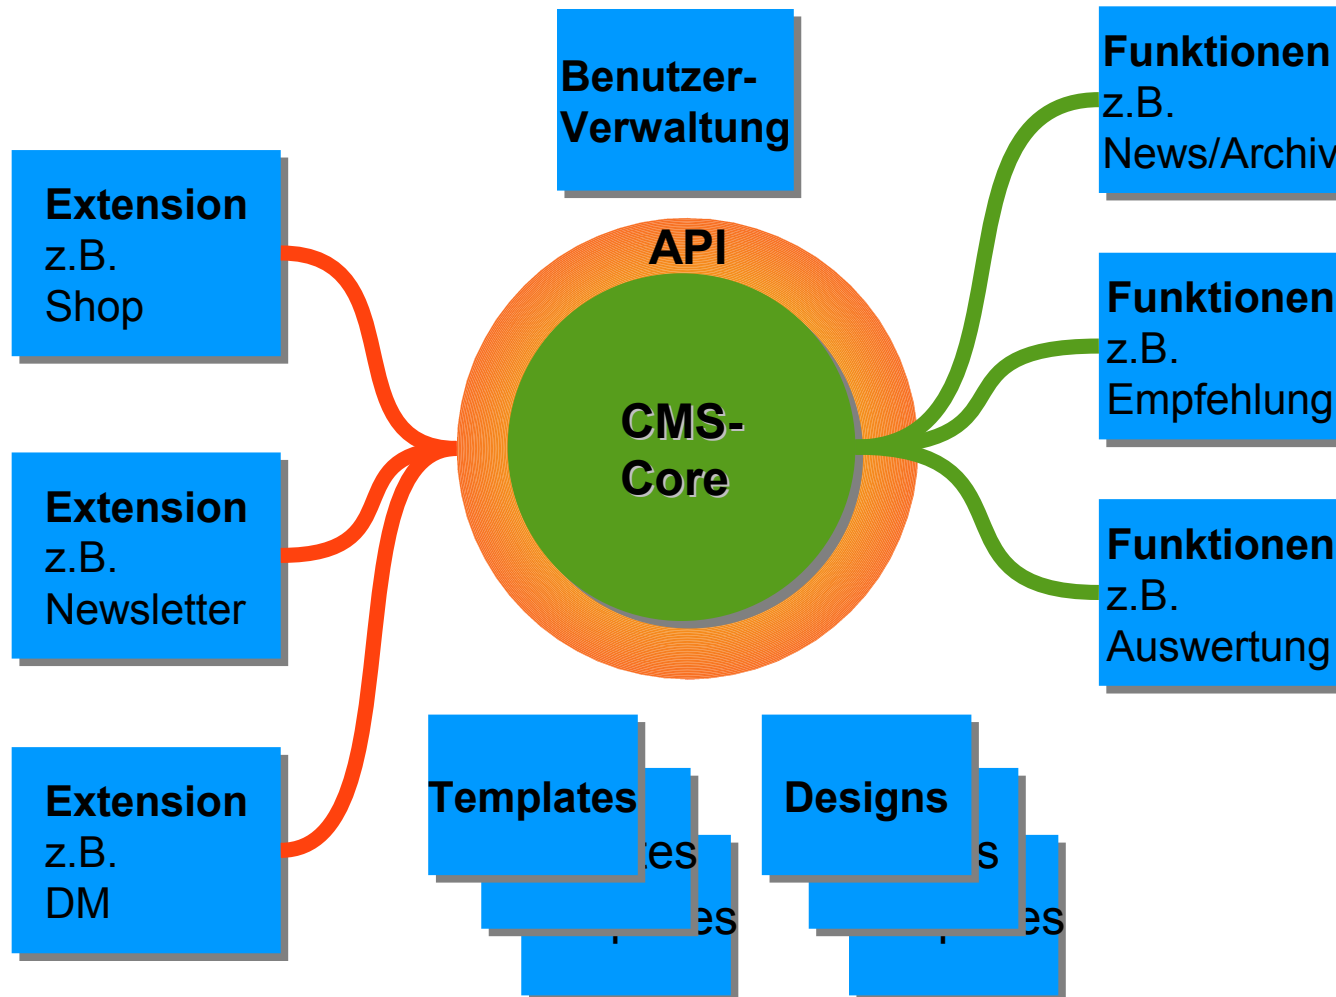 Benutzer-
Verwaltung
Funktionen
z.B.
News/Archiv
Extension
z.B.
Shop
API
Funktionen
z.B.
Empfehlung
CMS-
Core
Extension
z.B.
Newsletter
Funktionen
z.B.
Auswertung
Extension
z.B.
DM
Templates
Designs